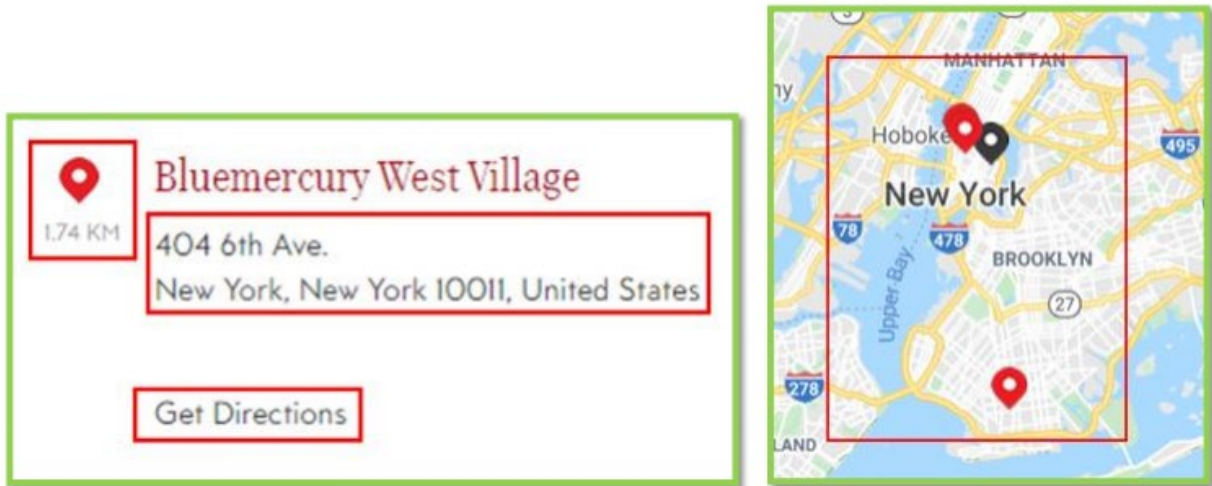 Bluemercury West Village
1.74 KM
404 6th Ave.
New York, New York 10011, United States
Get Directions
MANHATTAN
Hoboke
495
New York
78
478
BROOKLYN
Upper Bay
27
278
LAND